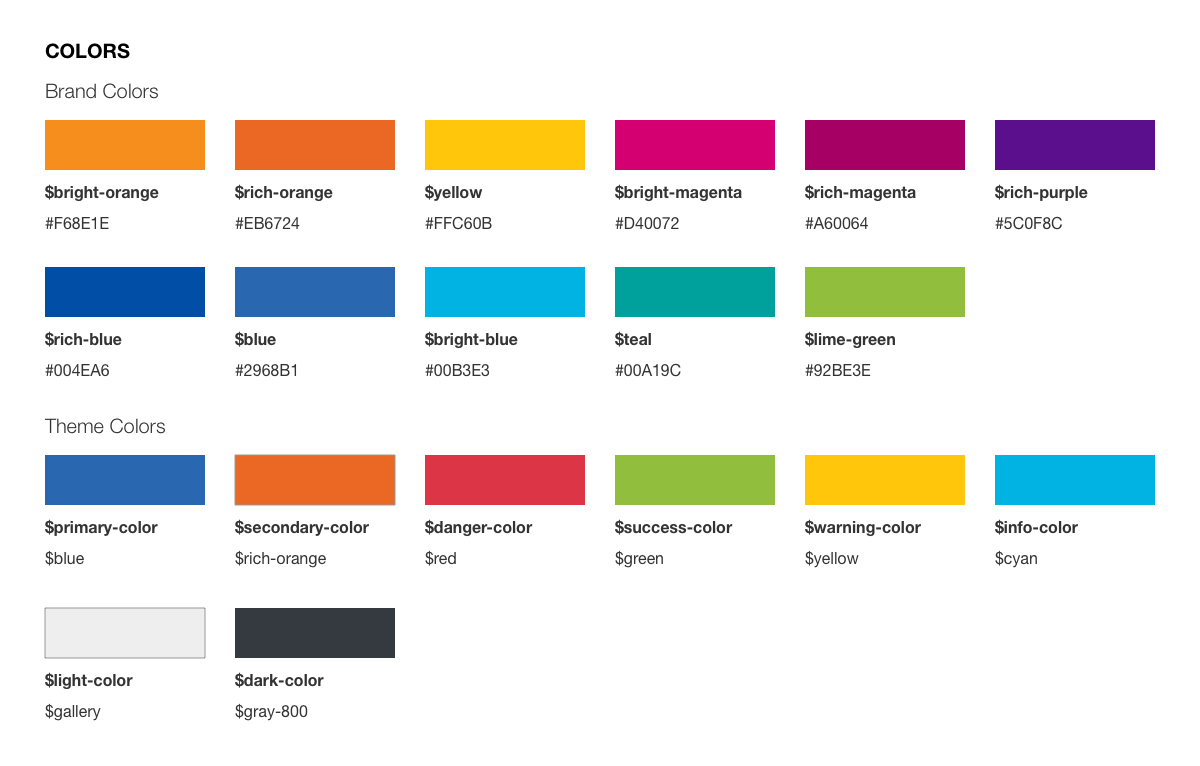 COLORS
Brand Colors
$bright-orange
#F68E1E
$rich-orange
#EB6724
$yellow
#FFC60B
$bright-magenta
#D40072
$rich-magenta
#A60064
$rich-purple
#5C0F8C
$rich-blue
#004EA6
$blue
#2968B1
$bright-blue
#00B3E3
$teal
#00A19C
$lime-green
#92BE3E
Theme Colors
$primary-color
$blue
$secondary-color
$rich-orange
$danger-color
$red
$success-color
$green
$warning-color
$yellow
$info-color
$cyan
$light-color
$gallery
$dark-color
$gray-800